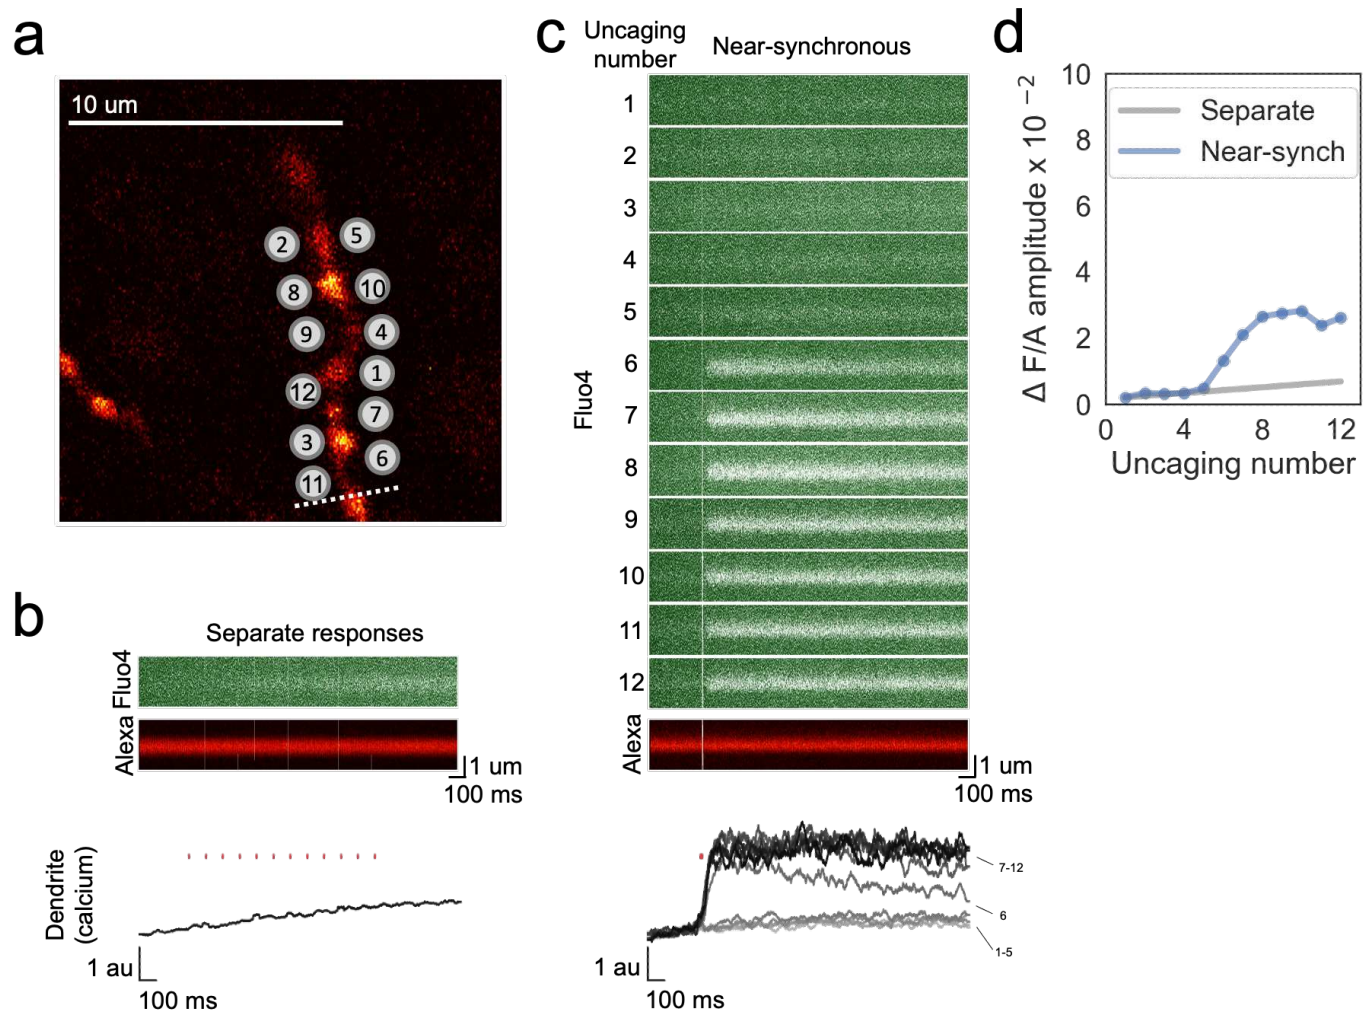 a
10 um
2
5
8
10
9
4
1
12
7
3
6
11
b
Separate responses
Fluo4
Alexa
1 um
100 ms
Dendrite
(calcium)
1 au
100 ms
c
Uncaging
number
Near-synchronous
Fluo4
1
2
3
4
5
6
7
8
9
10
11
12
Alexa
1 um
100 ms
7-12
6
1-5
1 au
100 ms
d
Δ F/A amplitude x 10 −2
10
8
6
4
2
0
Separate
Near-synch
0
4
8
12
Uncaging number